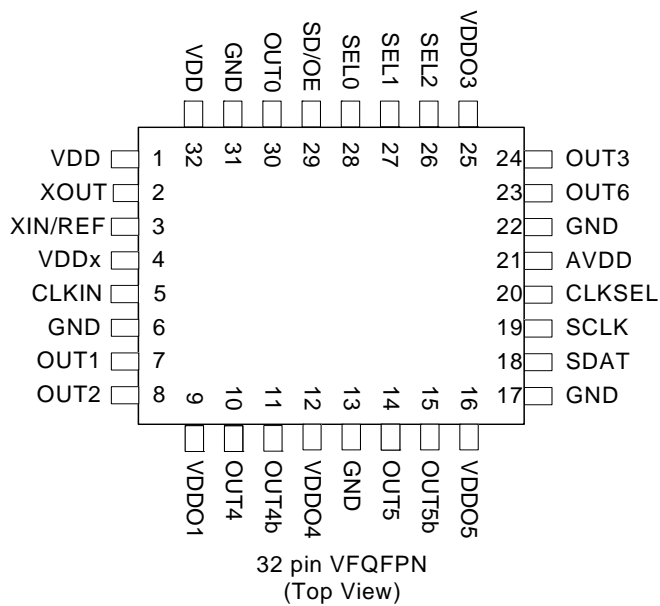 VDD
GND
OUT0
SD/OE
SEL0
SEL1
SEL2
VDDO3
32
31
30
29
28
27
26
25
VDD 1
XOUT 2
XIN/REF 3
VDDx 4
CLKIN 5
GND 6
OUT1 7
OUT2 8
24 OUT3
23 OUT6
22 GND
21 AVDD
20 CLKSEL
19 SCLK
18 SDAT
17 GND
9
10
11
12
13
14
15
16
VDDO1
OUT4
OUT4b
VDDO4
GND
OUT5
OUT5b
VDDO5
32 pin VFQFPN
(Top View)